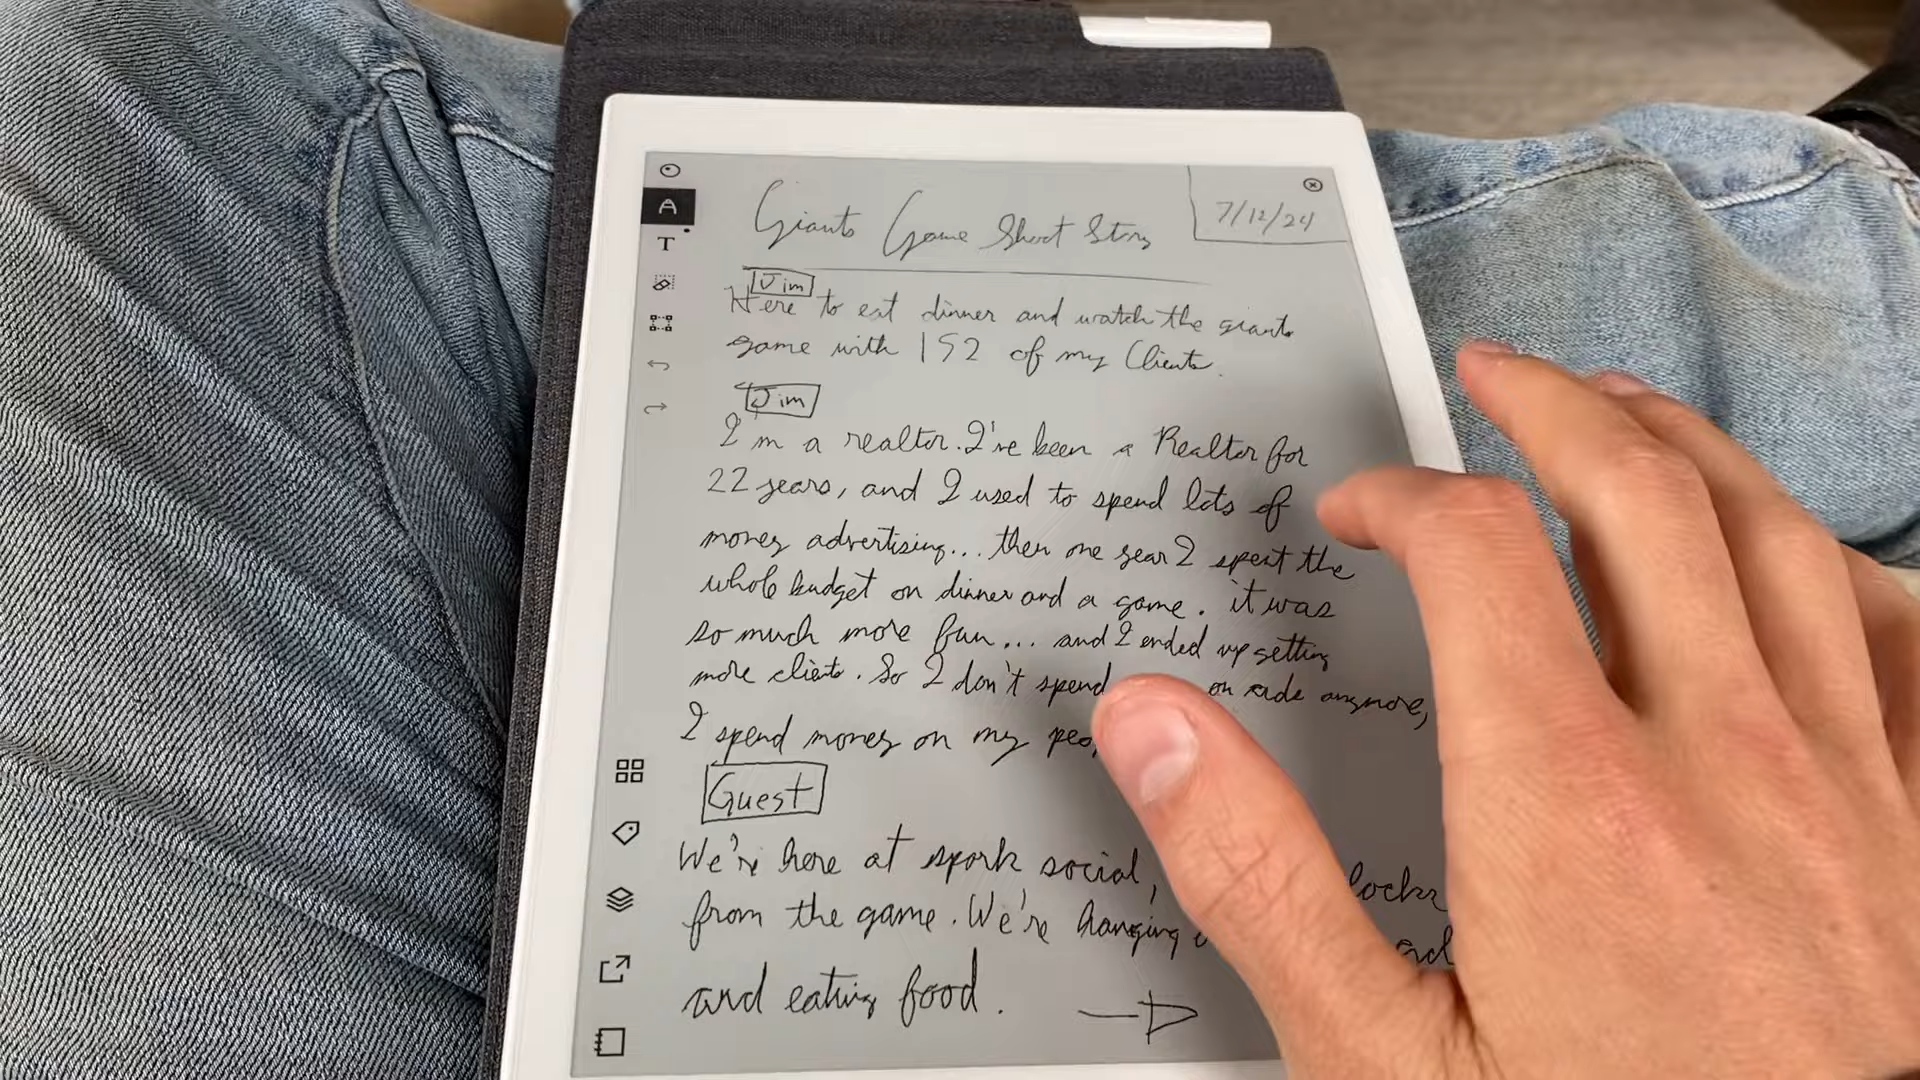 Giants Game Short Story
7/12/24
Jim
Here to eat dinner and watch the giants
game with 152 of my Clients.
Jim
I'm a realtor. I've been a Realtor for
22 years, and I used to spend lots of
money advertising... then one year I spent the
whole budget on dinner and a game. it was
so much more fun... and I ended up getting
more clients. So I don't spend on ads anymore,
I spend money on my
Guest
We're here at spark social,
from the game. We're hanging
and eating food.
A
T